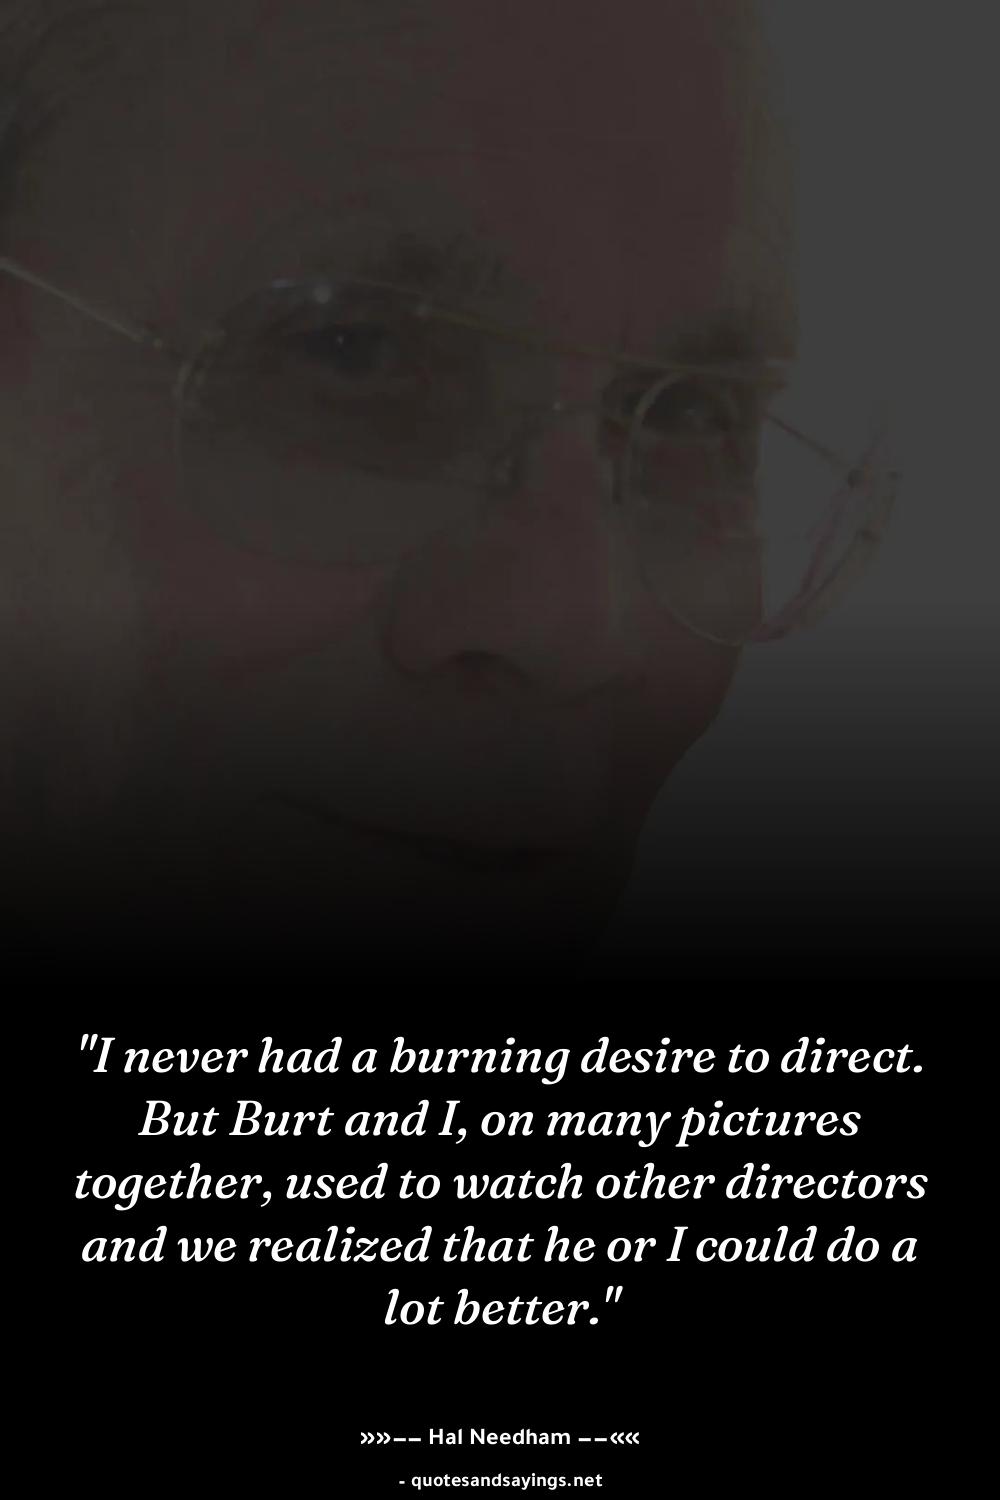 "I never had a burning desire to direct.
But Burt and I, on many pictures
together, used to watch other directors
and we realized that he or I could do a
lot better."
»»–– Hal Needham ––««
- quotesandsayings.net